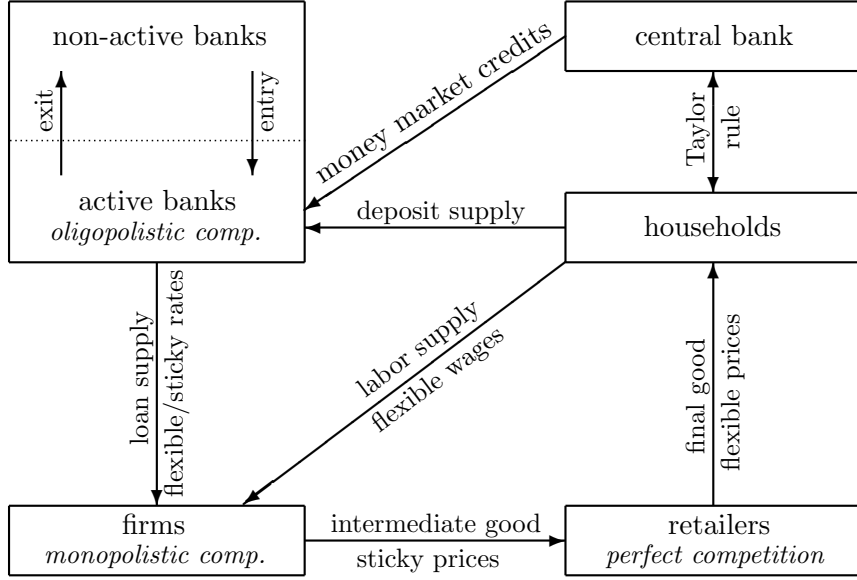 non-active banks
exit
entry
active banks
oligopolistic comp.
money market credits
central bank
Taylor
rule
deposit supply
households
loan supply
flexible/sticky rates
labor supply
flexible wages
final good
flexible prices
firms
monopolistic comp.
intermediate good
sticky prices
retailers
perfect competition